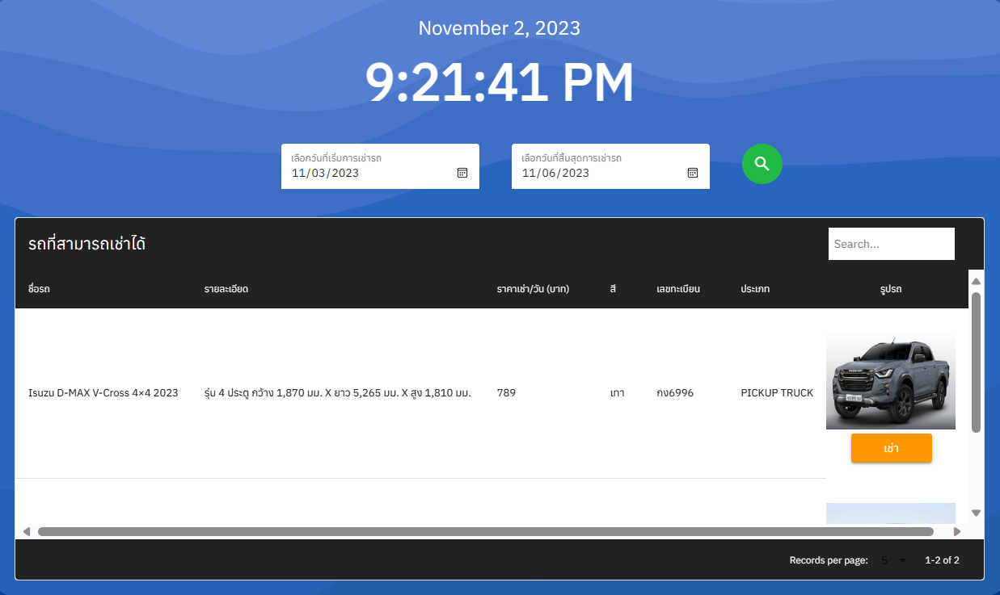 November 2, 2023
9:21:41 PM
เลือกวันที่เริ่มการเช่ารถ
11/03/2023
เลือกวันที่สิ้นสุดการเช่ารถ
11/06/2023
รถที่สามารถเช่าได้
Search...
ชื่อรถ รายละเอียด ราคาเช่า/วัน (บาท) สี เลขทะเบียน ประเภท รูปรถ
Isuzu D-MAX V-Cross 4×4 2023 รุ่น 4 ประตู กว้าง 1,870 มม. X ยาว 5,265 มม. X สูง 1,810 มม. 789 เทา กง6996 PICKUP TRUCK
เช่า
Records per page: 5 1-2 of 2